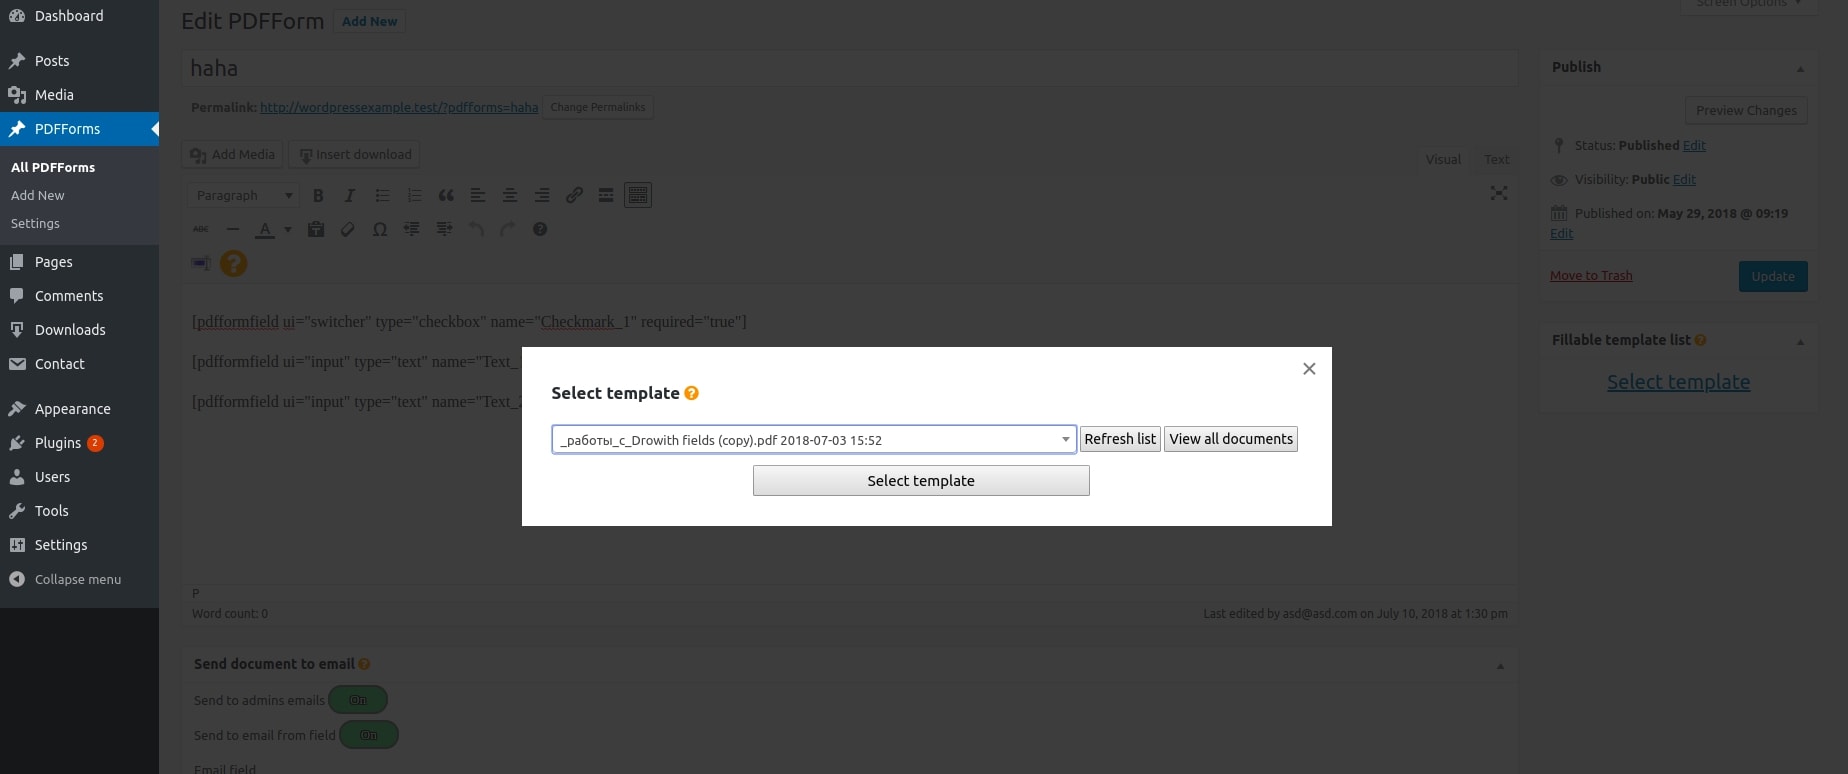 Dashboard
Posts
Media
PDFForms
All PDFForms
Add New
Settings
Pages
Comments
Downloads
Contact
Appearance
Plugins 2
Users
Tools
Settings
Collapse menu
Screen Options
Edit PDFForm Add New
haha
Permalink: http://wordpressexample.test/?pdfforms=haha Change Permalinks
Add Media Insert download
Visual Text
Paragraph B I
ABC A Ω ?
?
[pdfformfield ui="switcher" type="checkbox" name="Checkmark_1" required="true"]
[pdfformfield ui="input" type="text" name="Text_
[pdfformfield ui="input" type="text" name="Text_2
Select template ?
_работы_с_Drowith fields (copy).pdf 2018-07-03 15:52 Refresh list View all documents
Select template
P
Word count: 0 Last edited by asd@asd.com on July 10, 2018 at 1:30 pm
Send document to email ?
Send to admins emails On
Send to email from field On
Email field
Publish
Preview Changes
Status: Published Edit
Visibility: Public Edit
Published on: May 29, 2018 @ 09:19
Edit
Move to Trash Update
Fillable template list ?
Select template